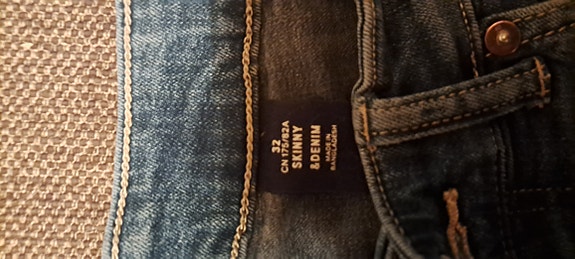 32
CN 175/82A
SKINNY
& DENIM
MADE IN
BANGLADESH